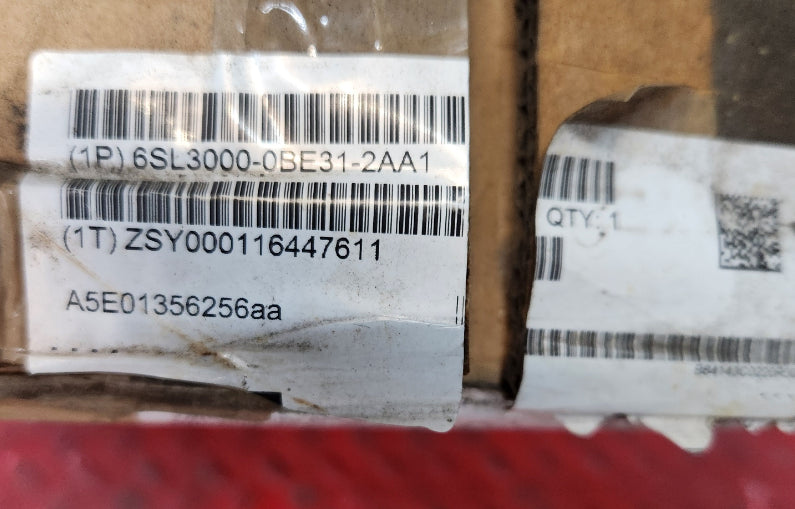 (1P) 6SL3000-0BE31-2AA1
(1T) ZSY000116447611
A5E01356256aa
QTY: 1